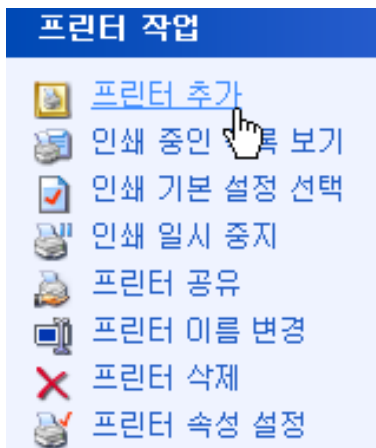 프린터 작업
프린터 추가
인쇄 중인 록 보기
인쇄 기본 설정 선택
인쇄 일시 중지
프린터 공유
프린터 이름 변경
프린터 삭제
프린터 속성 설정